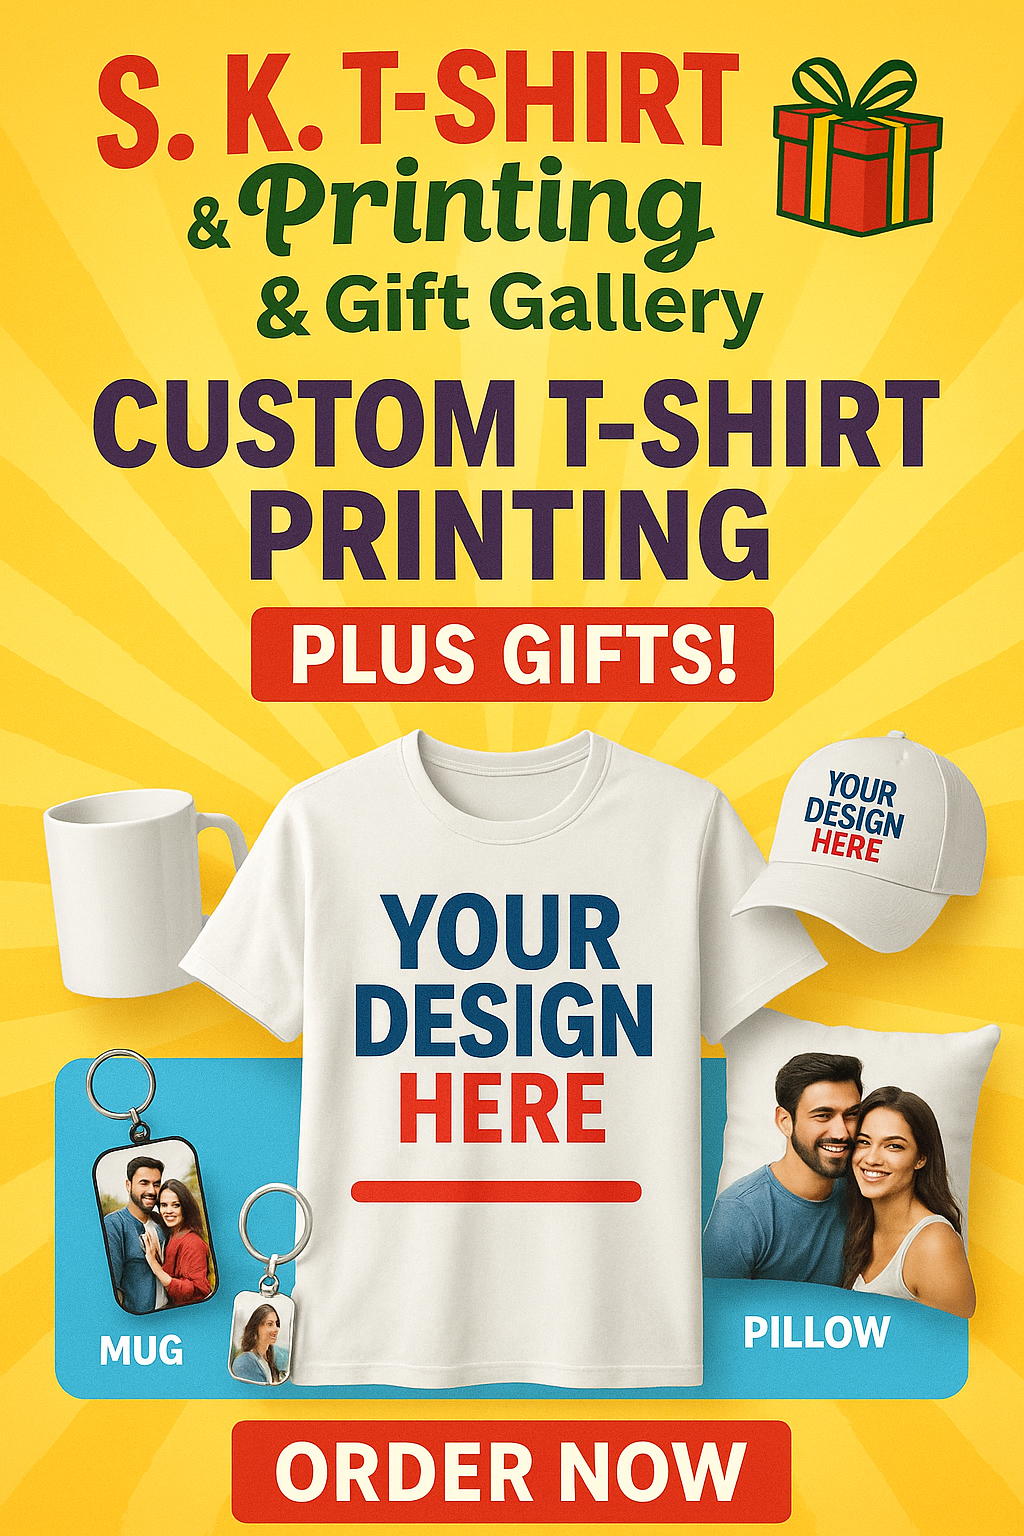 S. K. T-SHIRT
& Printing
& Gift Gallery
CUSTOM T-SHIRT
PRINTING
PLUS GIFTS!
YOUR
DESIGN
HERE
YOUR
DESIGN
HERE
MUG
PILLOW
ORDER NOW